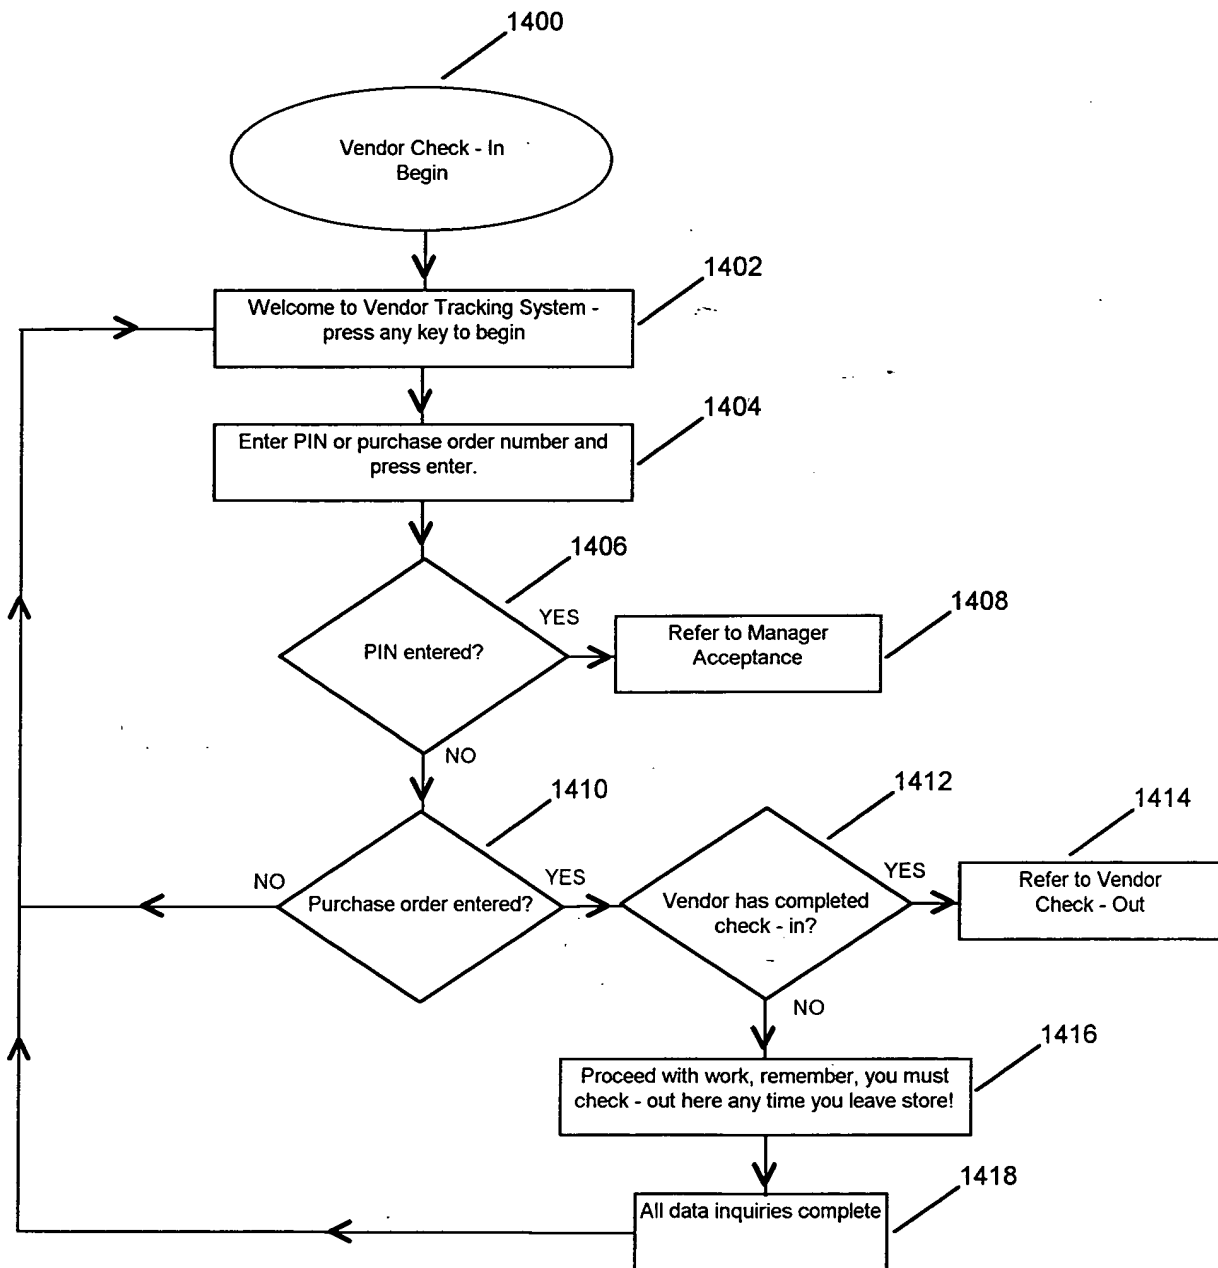 1400
Vendor Check - In
Begin
1402
Welcome to Vendor Tracking System -
press any key to begin
1404
Enter PIN or purchase order number and
press enter.
1406
PIN entered?
YES
1408
Refer to Manager
Acceptance
NO
1410
Purchase order entered?
NO
YES
1412
Vendor has completed
check - in?
YES
1414
Refer to Vendor
Check - Out
NO
1416
Proceed with work, remember, you must
check - out here any time you leave store!
1418
All data inquiries complete